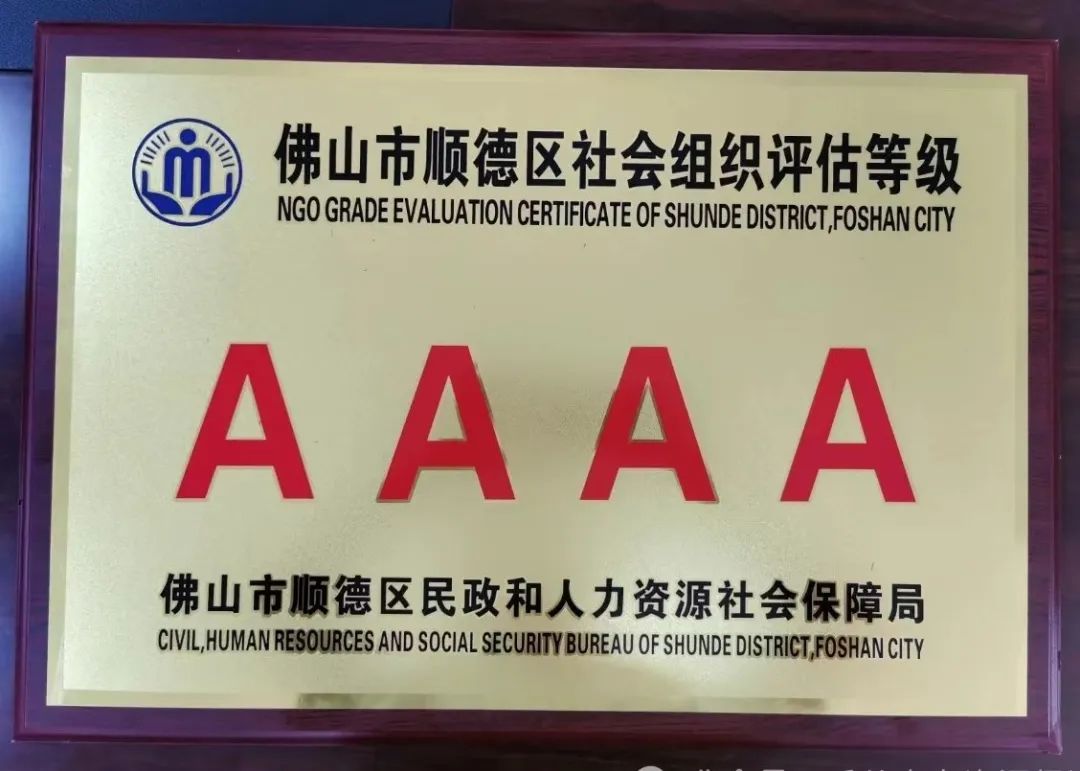 佛山市顺德区社会组织评估等级
NGO GRADE EVALUATION CERTIFICATE OF SHUNDE DISTRICT,FOSHAN CITY
A A A A
佛山市顺德区民政和人力资源社会保障局
CIVIL,HUMAN RESOURCES AND SOCIAL SECURITY BUREAU OF SHUNDE DISTRICT,FOSHAN CITY